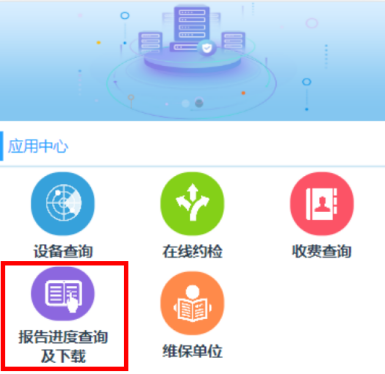 应用中心
设备查询 在线约检 收费查询
报告进度查询
及下载
维保单位